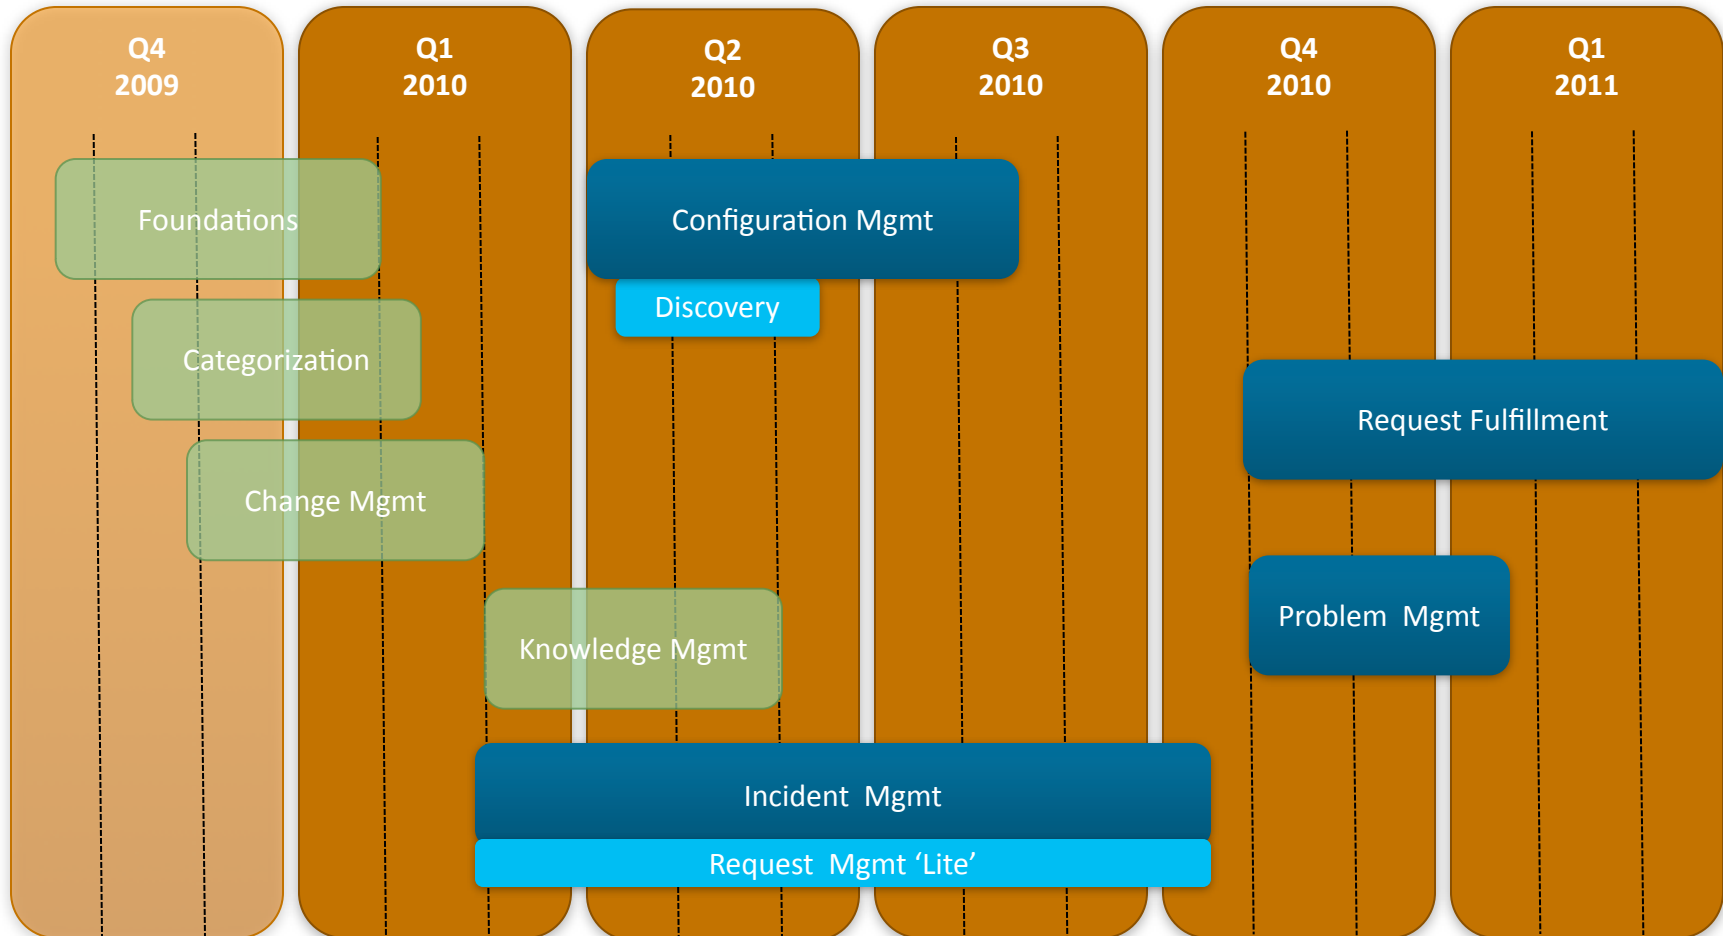 Q4
2009
Q1
2010
Q2
2010
Q3
2010
Q4
2010
Q1
2011
Foundations
Configuration Mgmt
Discovery
Categorization
Request Fulfillment
Change Mgmt
Knowledge Mgmt
Problem  Mgmt
Incident  Mgmt
Request  Mgmt ‘Lite’